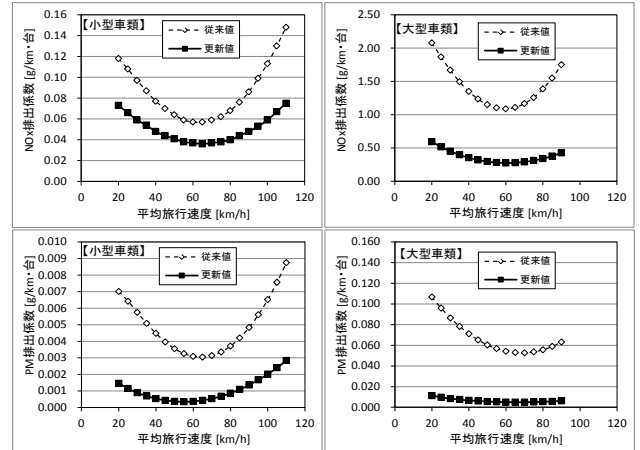 【小型車類】
従来値
更新値
NOx排出係数 [g/km・台]
0.16
0.14
0.12
0.10
0.08
0.06
0.04
0.02
0.00
0 20 40 60 80 100 120
平均旅行速度 [km/h]
【大型車類】
従来値
更新値
NOx排出係数 [g/km・台]
2.50
2.00
1.50
1.00
0.50
0.00
0 20 40 60 80 100 120
平均旅行速度 [km/h]
【小型車類】
従来値
更新値
PM排出係数 [g/km・台]
0.010
0.009
0.008
0.007
0.006
0.005
0.004
0.003
0.002
0.001
0.000
0 20 40 60 80 100 120
平均旅行速度 [km/h]
【大型車類】
従来値
更新値
PM排出係数 [g/km・台]
0.160
0.140
0.120
0.100
0.080
0.060
0.040
0.020
0.000
0 20 40 60 80 100 120
平均旅行速度 [km/h]